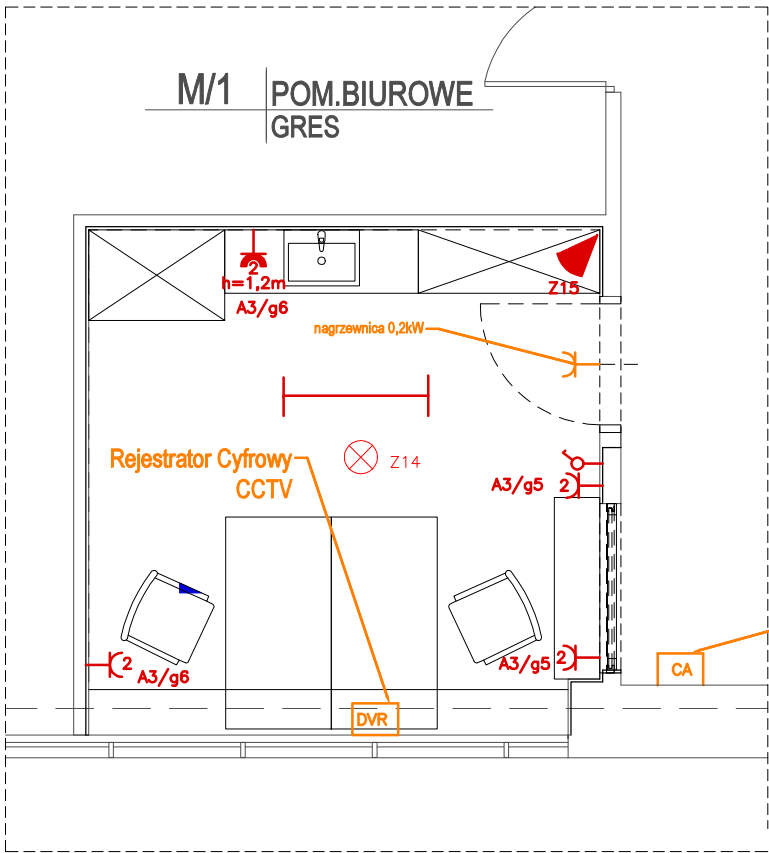 M/1 POM.BIUROWE
GRES
2
h=1,2m
A3/g6
Z15
nagrzewnica 0,2kW
Rejestrator Cyfrowy
CCTV
Z14
A3/g5 2
2
A3/g6
A3/g5 2
CA
DVR